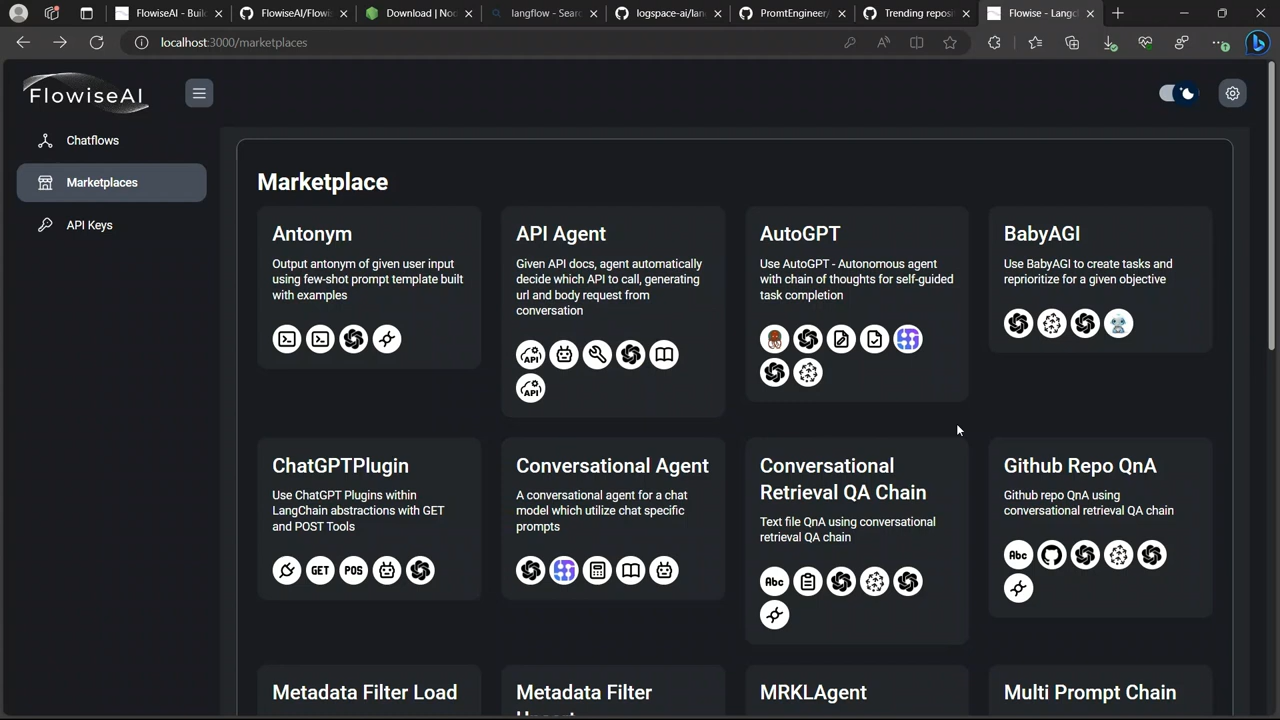 FlowiseAI - Buil
FlowiseAI/Flowi
Download | Noc
langflow - Sear
logspace-ai/lan
PromtEngineer/
Trending reposi
Flowise - Langc
localhost:3000/marketplaces
FlowiseAI
Chatflows
Marketplaces
API Keys
Marketplace
Antonym
Output antonym of given user input
using few-shot prompt template built
with examples
API Agent
Given API docs, agent automatically
decide which API to call, generating
url and body request from
conversation
API
API
AutoGPT
Use AutoGPT - Autonomous agent
with chain of thoughts for self-guided
task completion
BabyAGI
Use BabyAGI to create tasks and
reprioritize for a given objective
ChatGPTPlugin
Use ChatGPT Plugins within
LangChain abstractions with GET
and POST Tools
GET
POS
Conversational Agent
A conversational agent for a chat
model which utilize chat specific
prompts
Conversational
Retrieval QA Chain
Text file QnA using conversational
retrieval QA chain
Abc
Github Repo QnA
Github repo QnA using
conversational retrieval QA chain
Abc
Metadata Filter Load
Metadata Filter
MRKLAgent
Multi Prompt Chain